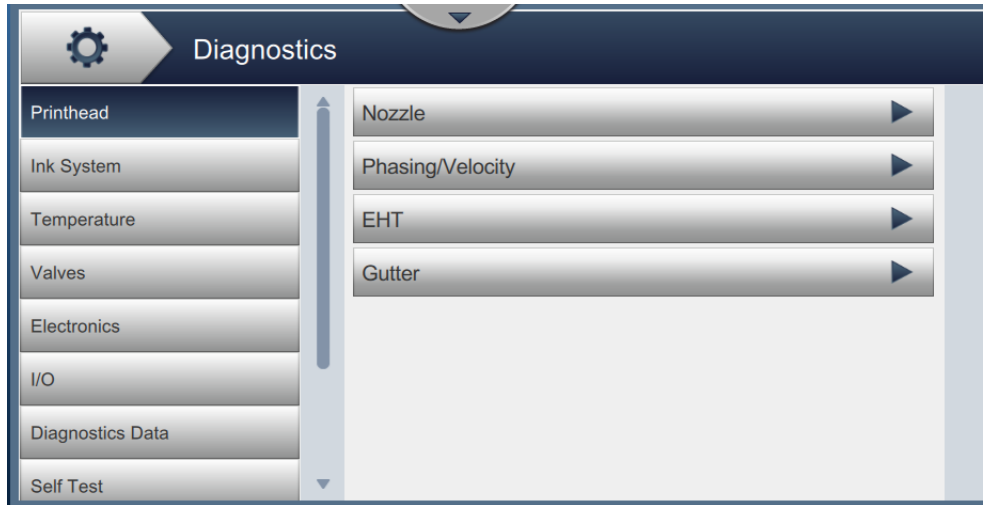 Diagnostics
Printhead
Ink System
Temperature
Valves
Electronics
I/O
Diagnostics Data
Self Test
Nozzle
Phasing/Velocity
EHT
Gutter